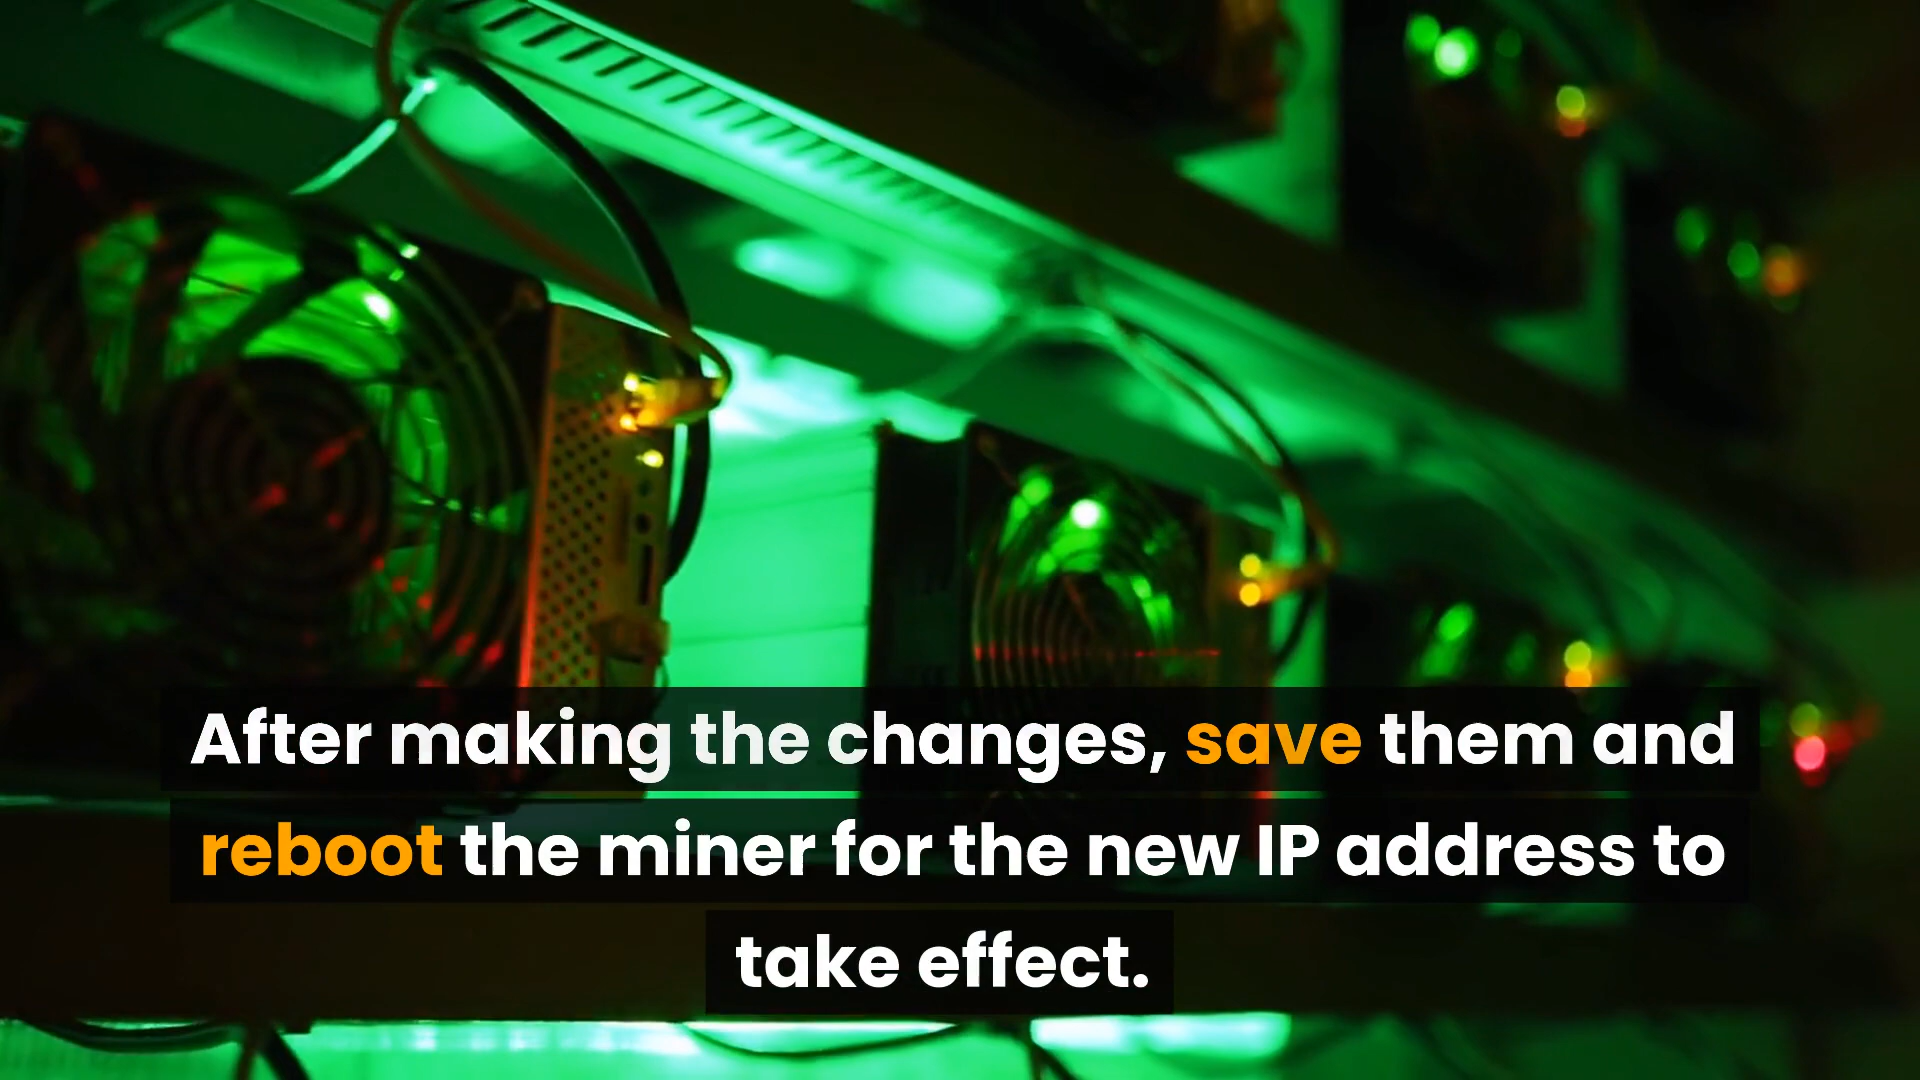 After making the changes, save them and
reboot the miner for the new IP address to
take effect.